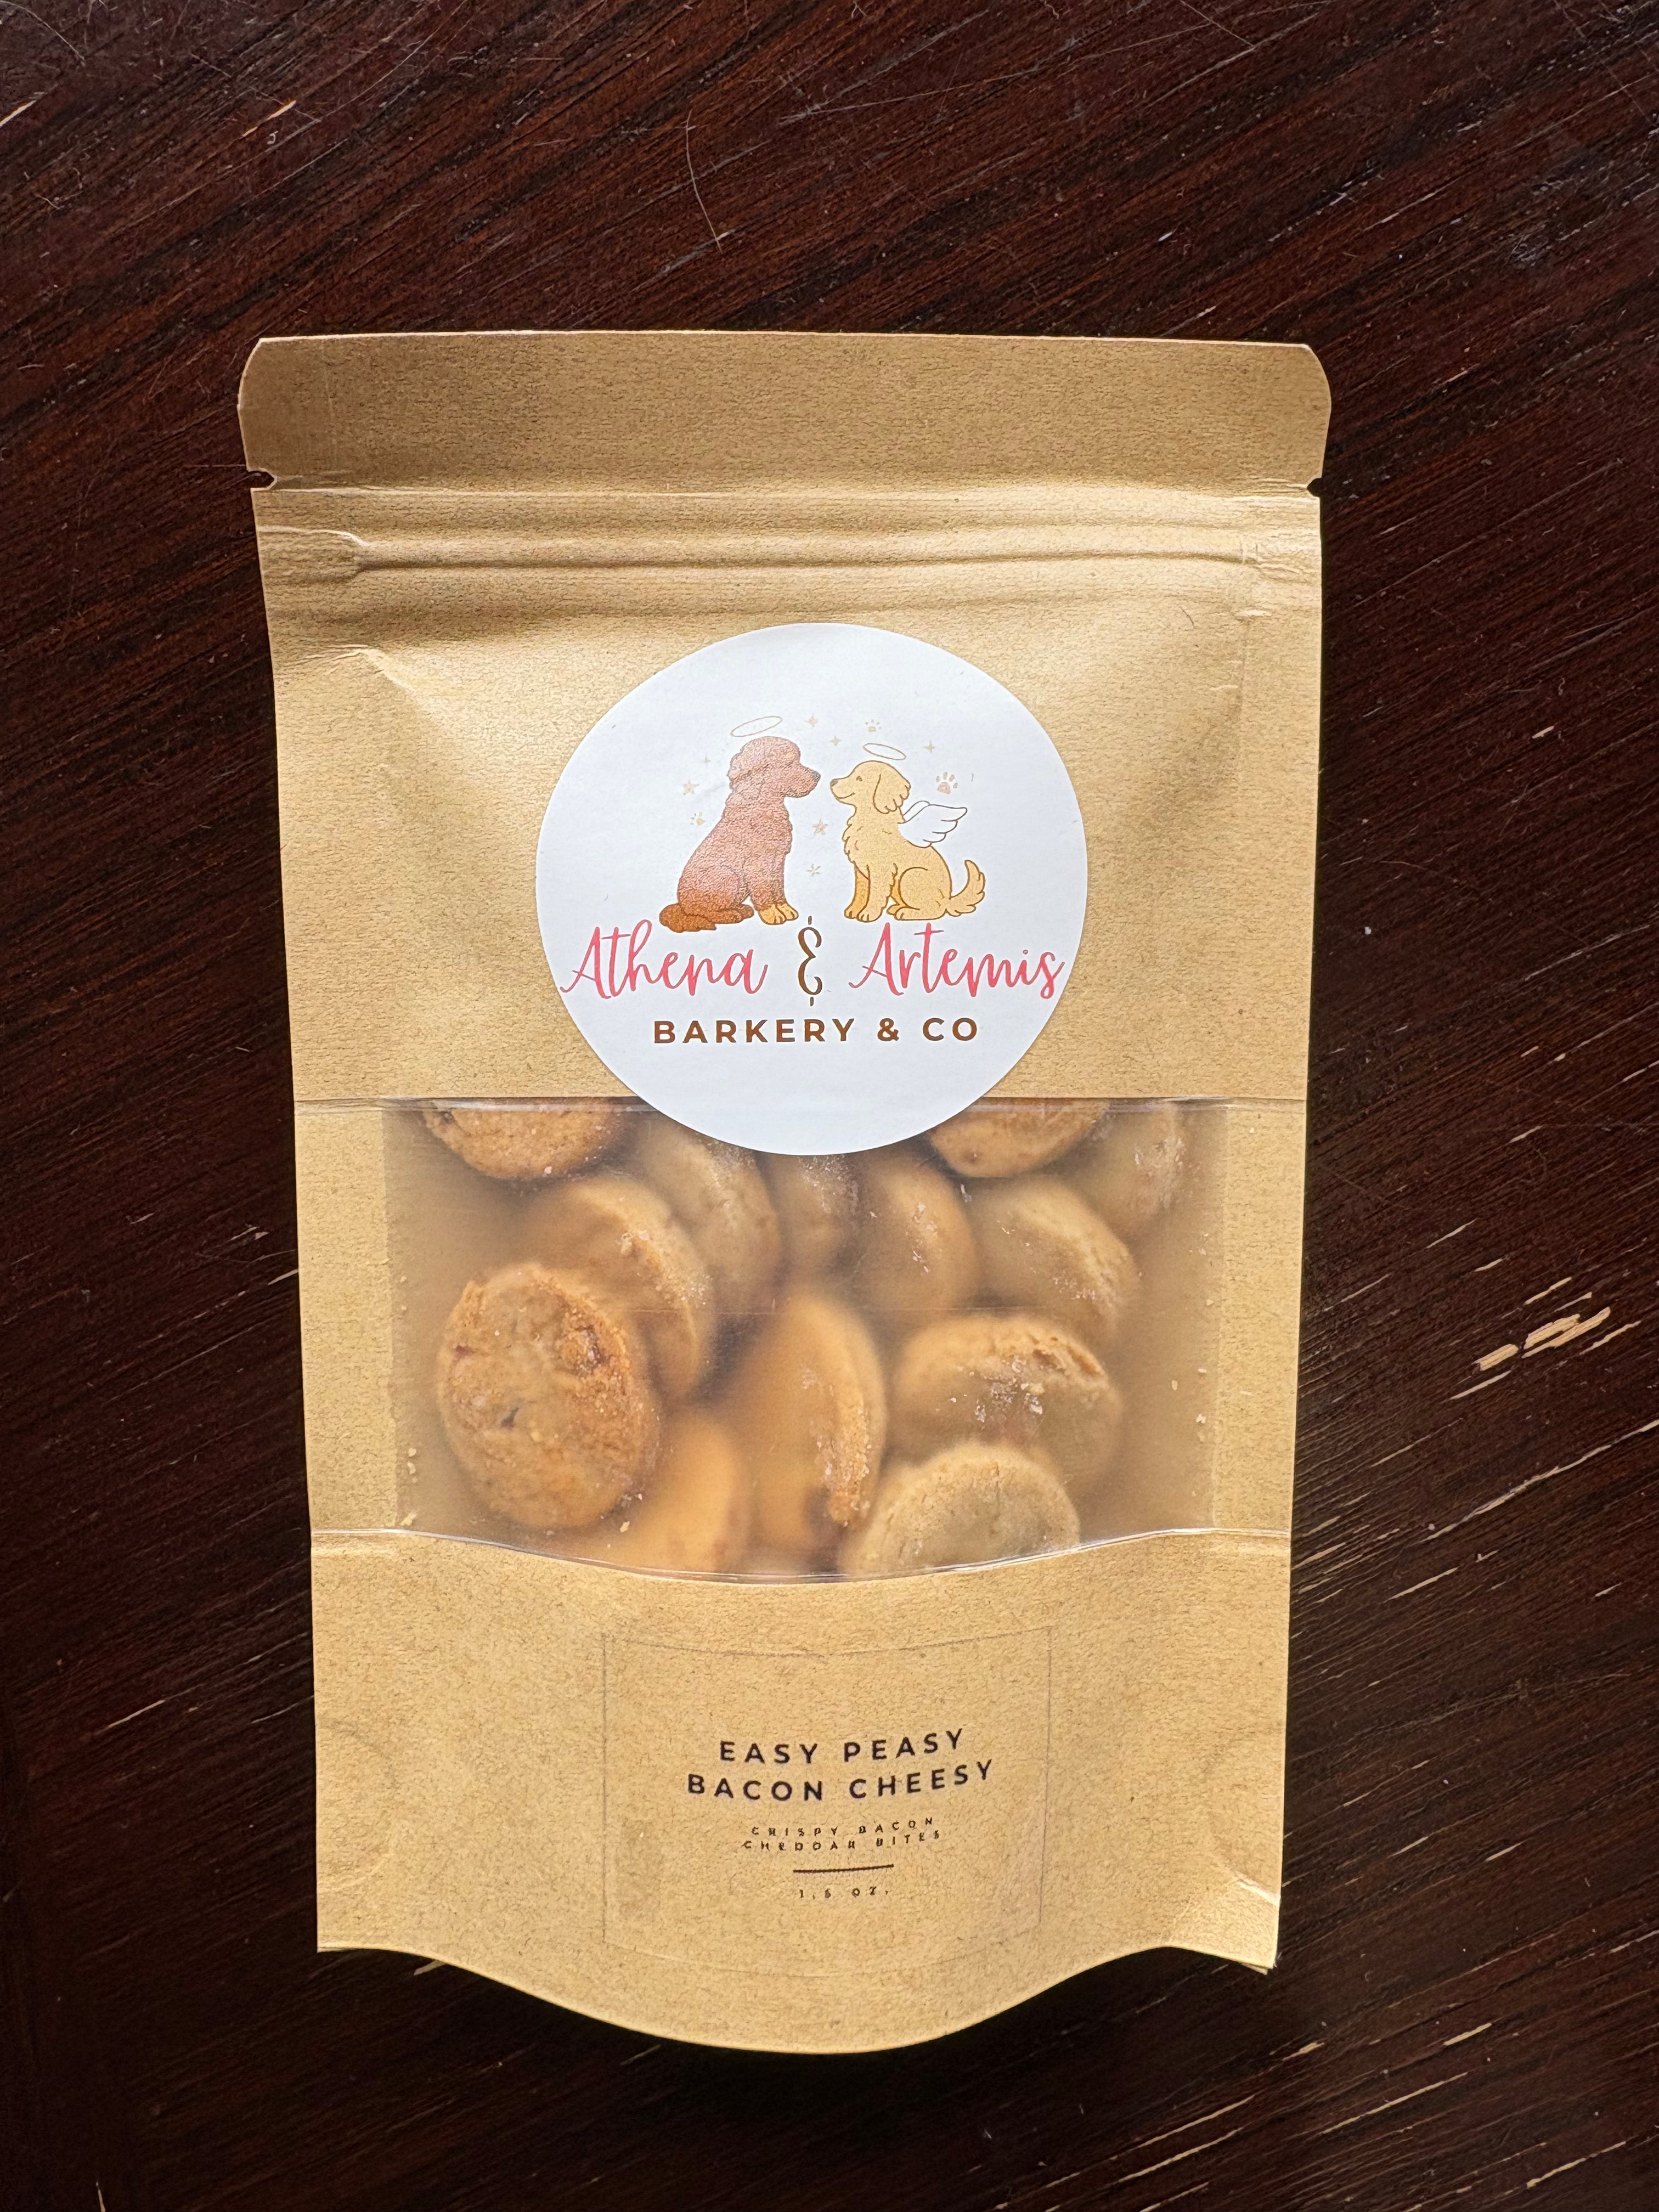 Athena & Artemis
BARKERY & CO
EASY PEASY
BACON CHEESY
CRISPY BACON
CHEDDAR BITES
1.5 OZ.